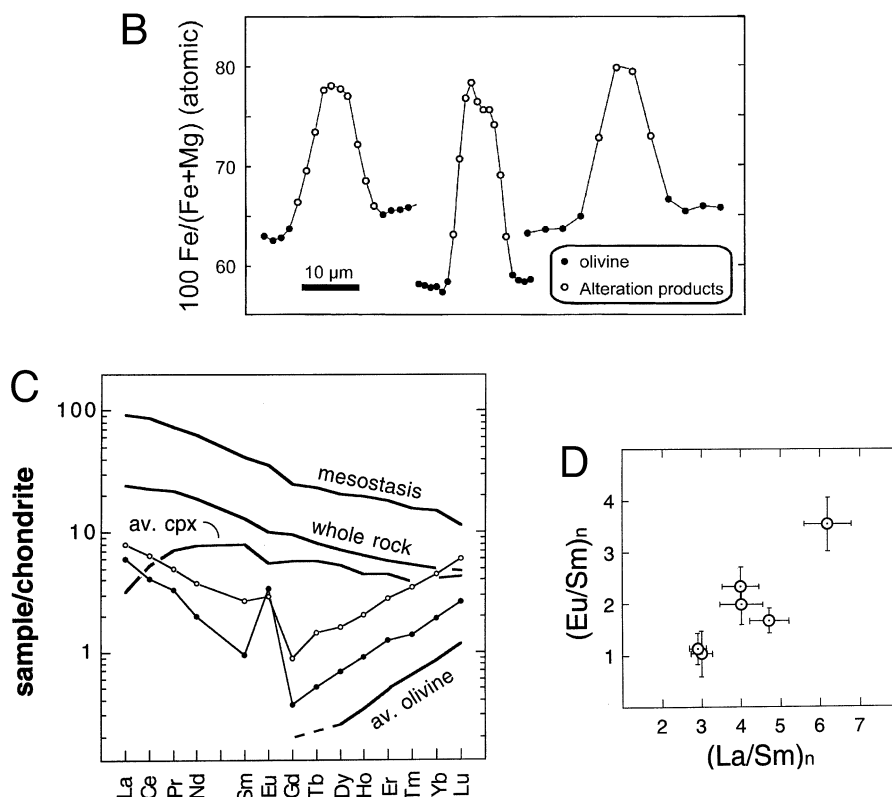 B
100 Fe/(Fe+Mg) (atomic)
80
70
60
10 µm
olivine
Alteration products
C
sample/chondrite
100
10
1
mesostasis
whole rock
av. cpx
av. olivine
La Ce Pr Nd Sm Eu Gd Tb Dy Ho Er Tm Yb Lu
D
(Eu/Sm)n
4
3
2
1
2 3 4 5 6 7
(La/Sm)n